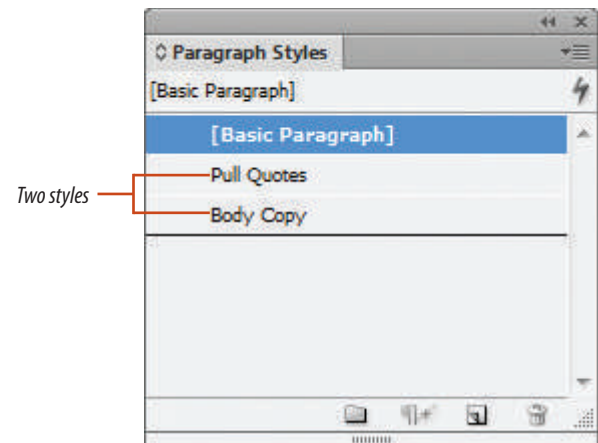 Paragraph Styles
[Basic Paragraph]
[Basic Paragraph]
Two styles
Pull Quotes
Body Copy